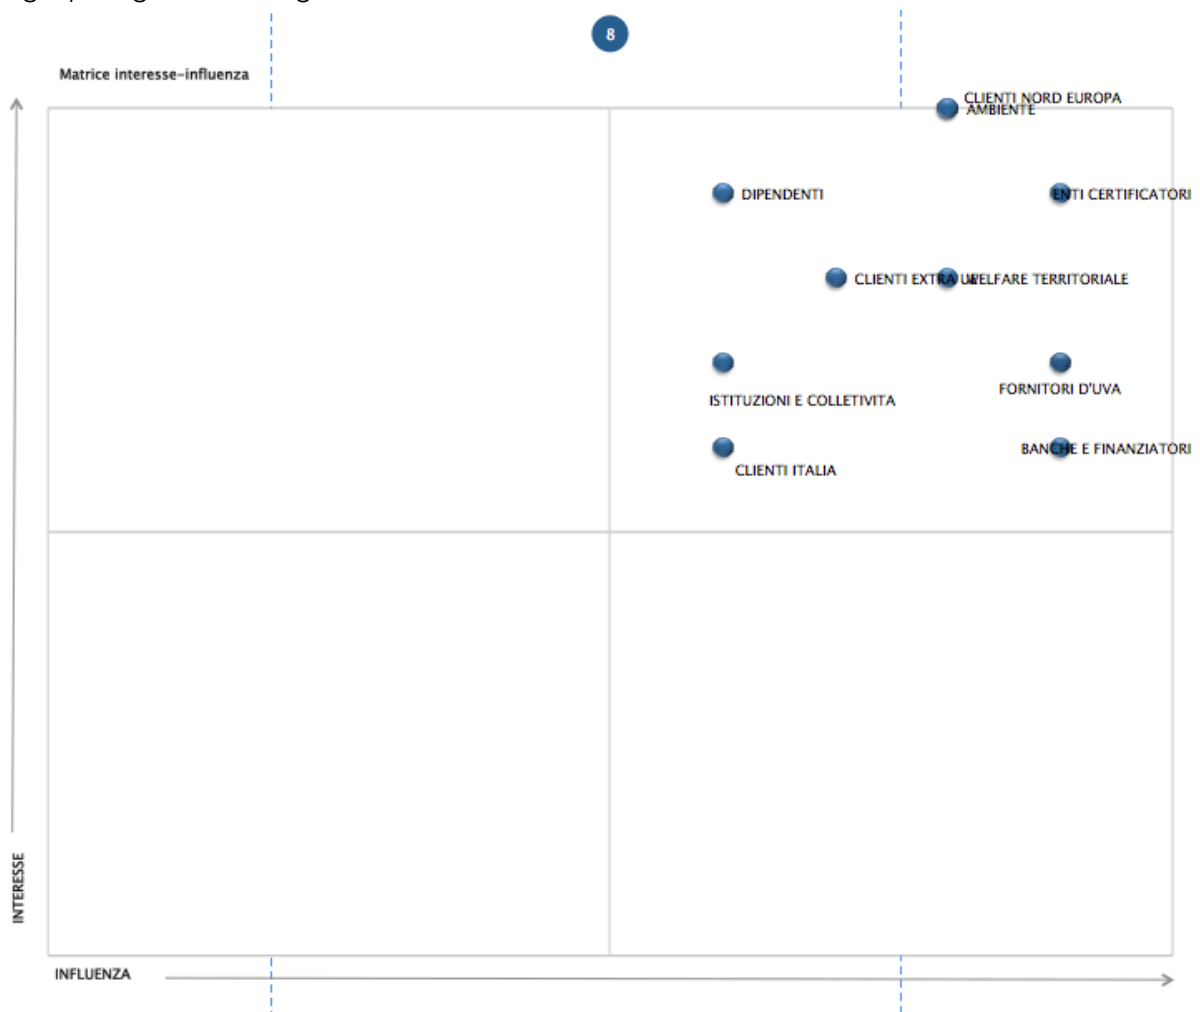 8
Matrice interesse-influenza
CLIENTI NORD EUROPA
AMBIENTE
DIPENDENTI
ENTI CERTIFICATORI
CLIENTI EXTRA UE
WELFARE TERRITORIALE
FORNITORI D'UVA
ISTITUZIONI E COLLETIVITA
BANCHE E FINANZIATORI
CLIENTI ITALIA
INTERESSE
INFLUENZA